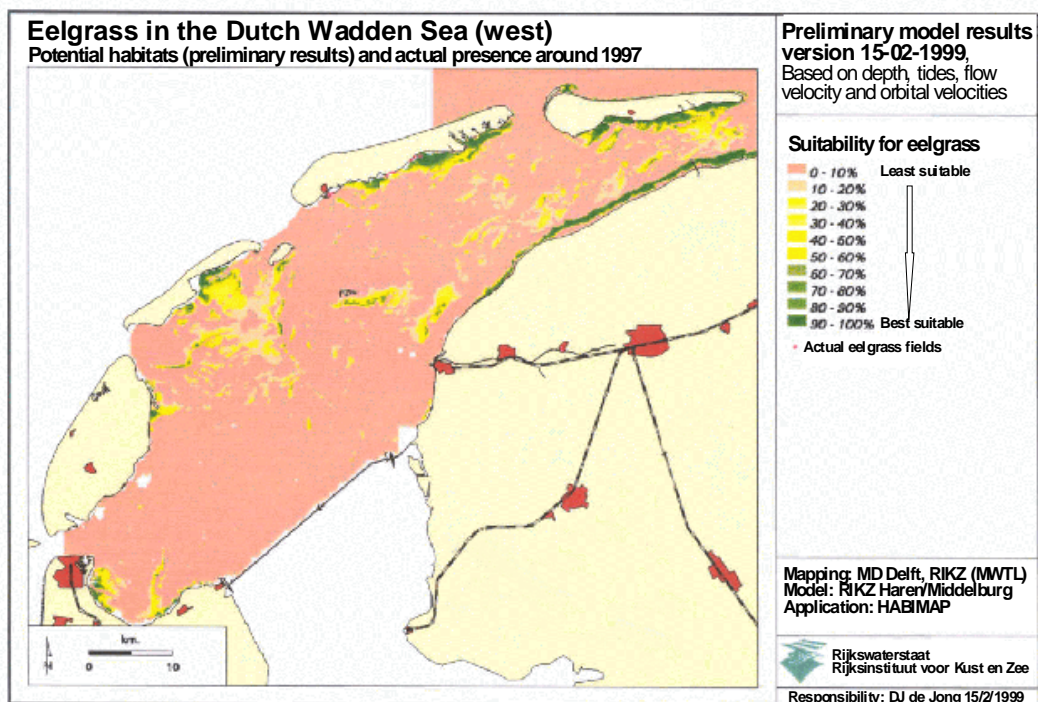 Eelgrass in the Dutch Wadden Sea (west)
Potential habitats (preliminary results) and actual presence around 1997
Preliminary model results
version 15-02-1999,
Based on depth, tides, flow
velocity and orbital velocities
Suitability for eelgrass
0 - 10% Least suitable
10 - 20%
20 - 30%
30 - 40%
40 - 50%
50 - 60%
60 - 70%
70 - 80%
80 - 90%
90 - 100% Best suitable
Actual eelgrass fields
km.
0 10
N
Mapping: MD Delft, RIKZ (MWTL)
Model: RIKZ Haren/Middelburg
Application: HABIMAP
Rijkswaterstaat
Rijksinstituut voor Kust en Zee
Responsibility: DJ de Jong 15/2/1999